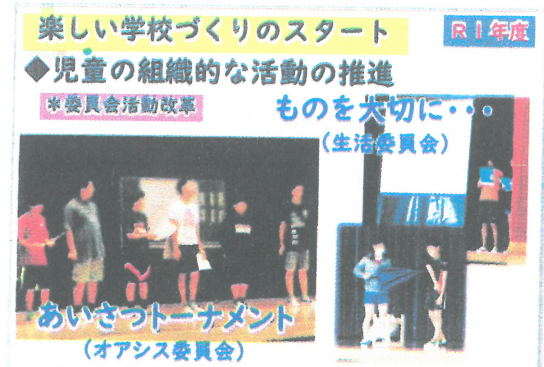 楽しい学校づくりのスタート
R1年度
◆児童の組織的な活動の推進
*委員会活動改革
ものを大切に・・・
(生活委員会)
あいさつトーナメント
(オアシス委員会)